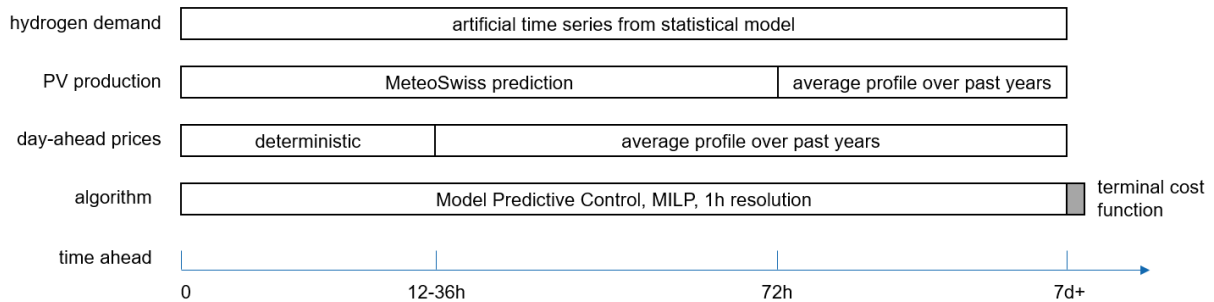 hydrogen demand
artificial time series from statistical model
PV production
MeteoSwiss prediction
average profile over past years
day-ahead prices
deterministic
average profile over past years
algorithm
Model Predictive Control, MILP, 1h resolution
terminal cost
function
time ahead
0
12-36h
72h
7d+